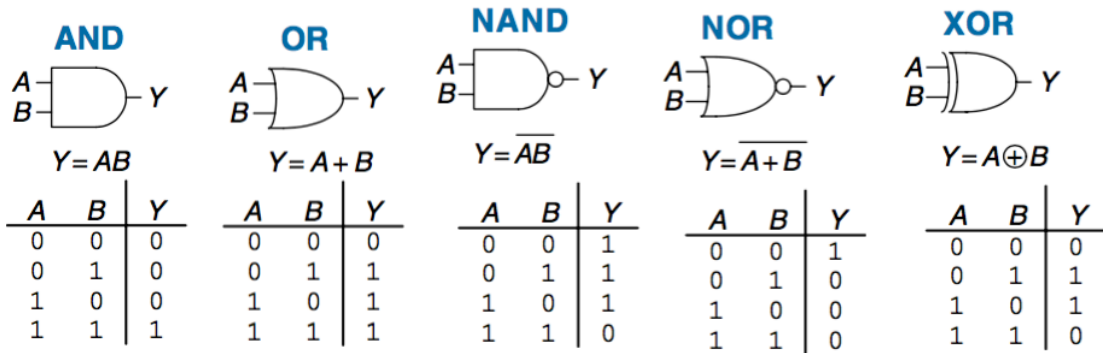 AND
A
B
Y
Y = AB
A B Y
0 0 0
0 1 0
1 0 0
1 1 1
OR
A
B
Y
Y = A + B
A B Y
0 0 0
0 1 1
1 0 1
1 1 1
NAND
A
B
Y
Y = \overline{AB}
A B Y
0 0 1
0 1 1
1 0 1
1 1 0
NOR
A
B
Y
Y = \overline{A + B}
A B Y
0 0 1
0 1 0
1 0 0
1 1 0
XOR
A
B
Y
Y = A ⊕ B
A B Y
0 0 0
0 1 1
1 0 1
1 1 0